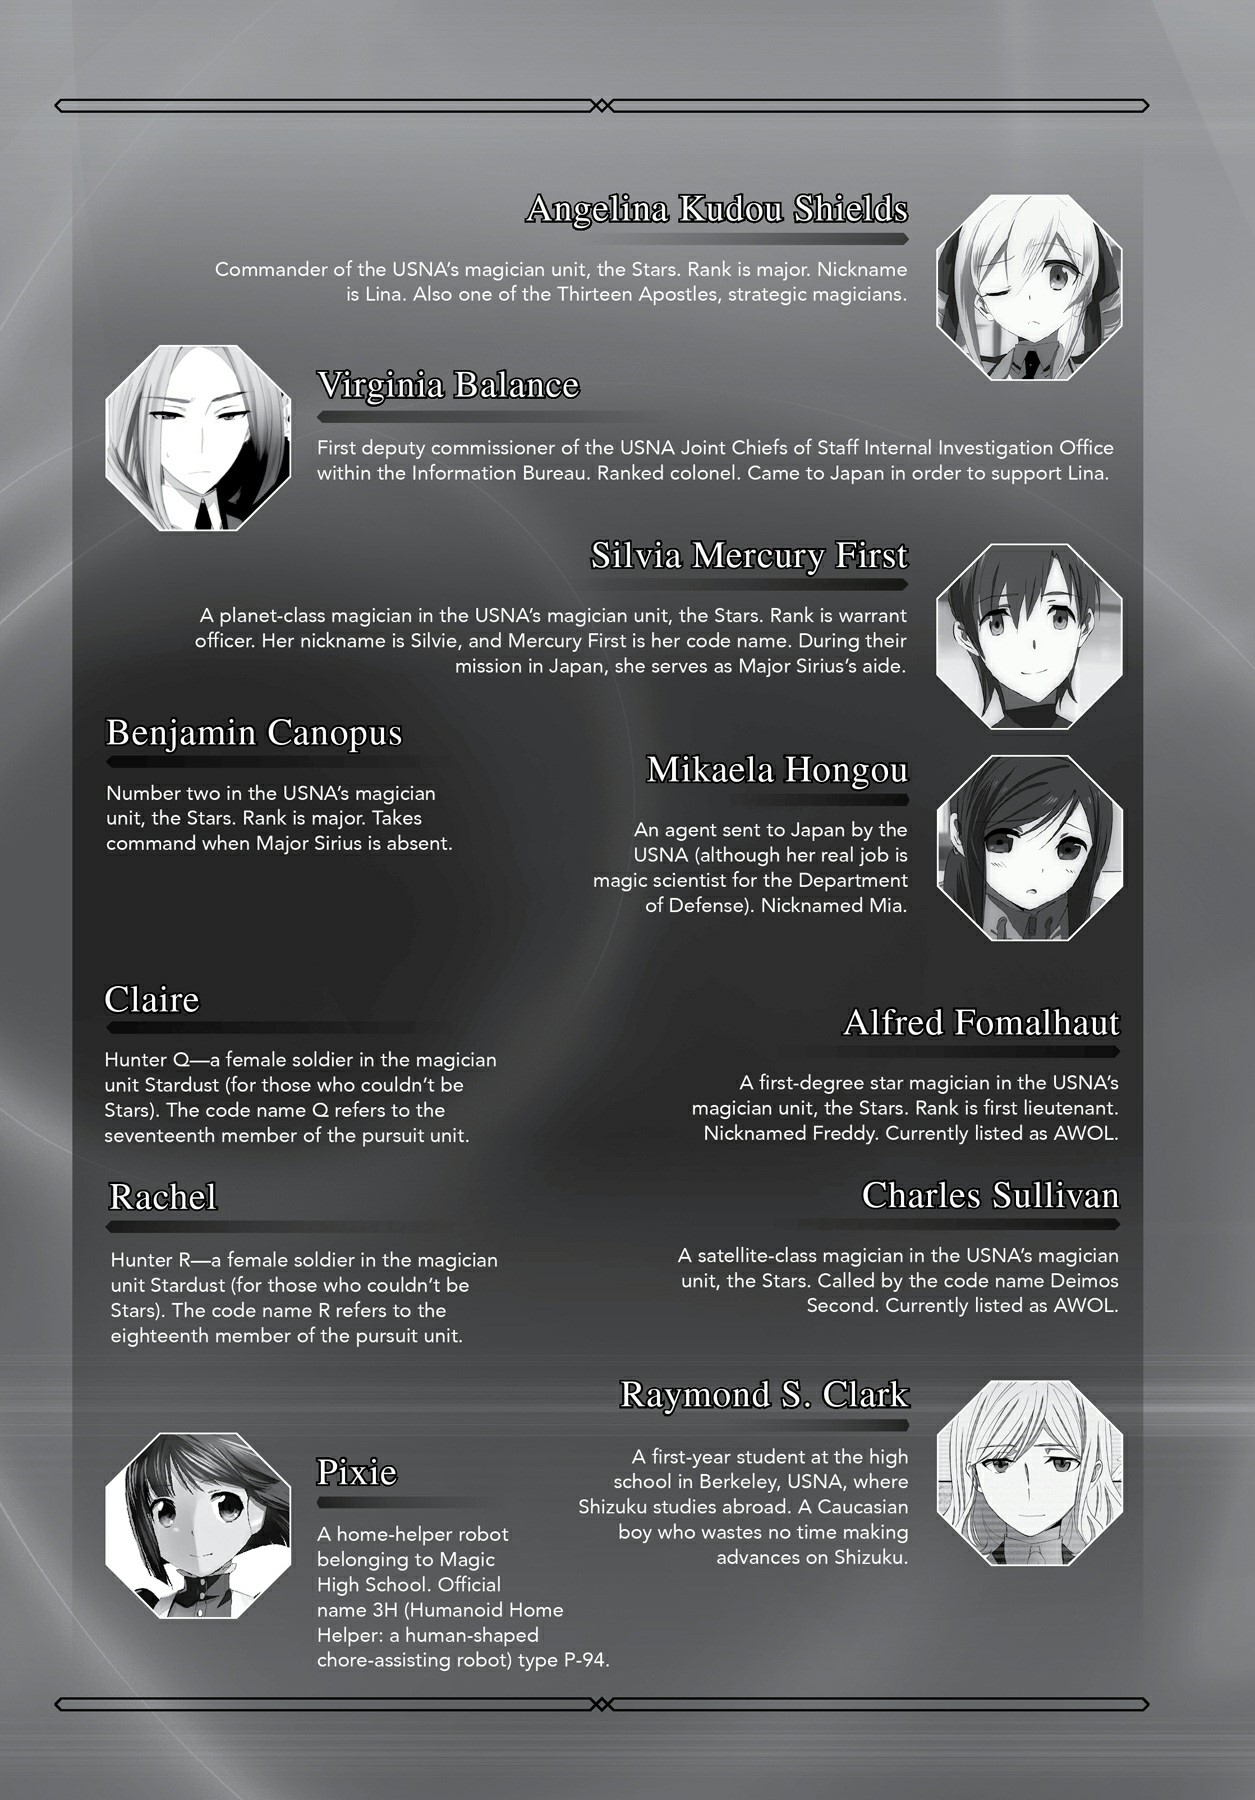 Angelina Kudou Shields
Commander of the USNA’s magician unit, the Stars. Rank is major. Nickname
is Lina. Also one of the Thirteen Apostles, strategic magicians.
Virginia Balance
First deputy commissioner of the USNA Joint Chiefs of Staff Internal Investigation Office
within the Information Bureau. Ranked colonel. Came to Japan in order to support Lina.
Silvia Mercury First
A planet-class magician in the USNA’s magician unit, the Stars. Rank is warrant
officer. Her nickname is Silvie, and Mercury First is her code name. During their
mission in Japan, she serves as Major Sirius’s aide.
Benjamin Canopus
Number two in the USNA’s magician
unit, the Stars. Rank is major. Takes
command when Major Sirius is absent.
Mikaela Hongou
An agent sent to Japan by the
USNA (although her real job is
magic scientist for the Department
of Defense). Nicknamed Mia.
Claire
Hunter Q—a female soldier in the magician
unit Stardust (for those who couldn’t be
Stars). The code name Q refers to the
seventeenth member of the pursuit unit.
Alfred Fomalhaut
A first-degree star magician in the USNA’s
magician unit, the Stars. Rank is first lieutenant.
Nicknamed Freddy. Currently listed as AWOL.
Rachel
Hunter R—a female soldier in the magician
unit Stardust (for those who couldn’t be
Stars). The code name R refers to the
eighteenth member of the pursuit unit.
Charles Sullivan
A satellite-class magician in the USNA’s magician
unit, the Stars. Called by the code name Deimos
Second. Currently listed as AWOL.
Raymond S. Clark
A first-year student at the high
school in Berkeley, USNA, where
Shizuku studies abroad. A Caucasian
boy who wastes no time making
advances on Shizuku.
Pixie
A home-helper robot
belonging to Magic
High School. Official
name 3H (Humanoid Home
Helper: a human-shaped
chore-assisting robot) type P-94.